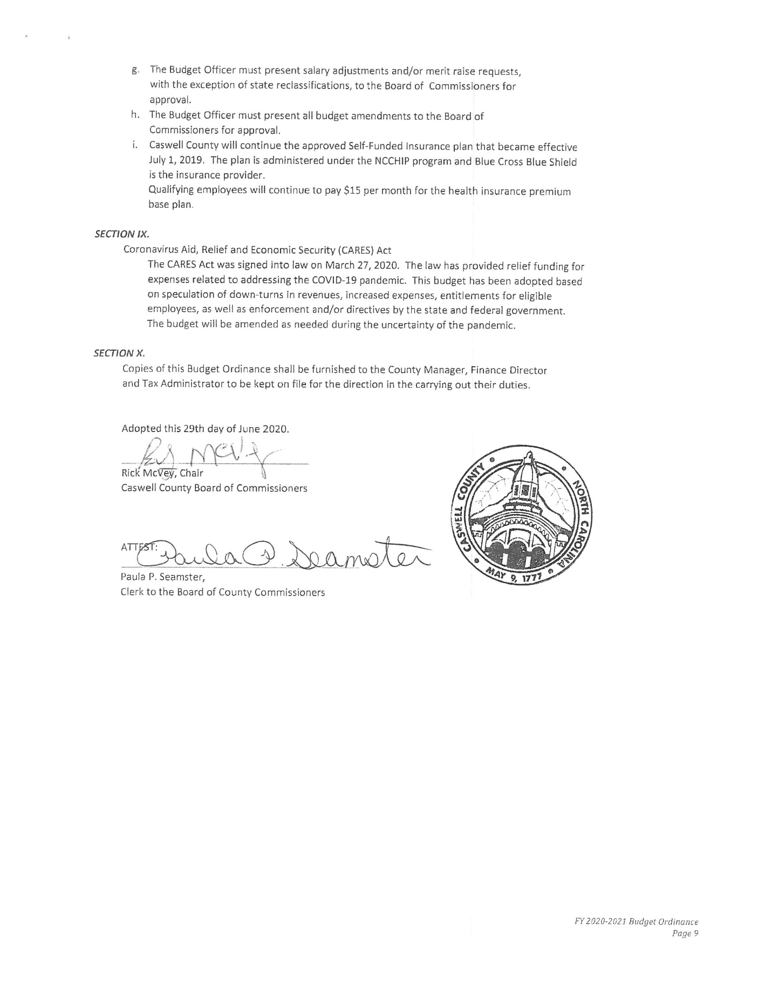 g. The Budget Officer must present salary adjustments and/or merit raise requests,
with the exception of state reclassifications, to the Board of Commissioners for
approval.
h. The Budget Officer must present all budget amendments to the Board of
Commissioners for approval.
i. Caswell County will continue the approved Self-Funded Insurance plan that became effective
July 1, 2019. The plan is administered under the NCCHIP program and Blue Cross Blue Shield
is the insurance provider.
Qualifying employees will continue to pay $15 per month for the health insurance premium
base plan.
SECTION IX.
Coronavirus Aid, Relief and Economic Security (CARES) Act
The CARES Act was signed into law on March 27, 2020. The law has provided relief funding for
expenses related to addressing the COVID-19 pandemic. This budget has been adopted based
on speculation of down-turns in revenues, increased expenses, entitlements for eligible
employees, as well as enforcement and/or directives by the state and federal government.
The budget will be amended as needed during the uncertainty of the pandemic.
SECTION X.
Copies of this Budget Ordinance shall be furnished to the County Manager, Finance Director
and Tax Administrator to be kept on file for the direction in the carrying out their duties.
Adopted this 29th day of June 2020.
Rick McVey, Chair
Caswell County Board of Commissioners
ATTEST: Paula P. Seamster
Paula P. Seamster,
Clerk to the Board of County Commissioners
CASWELL COUNTY • NORTH CAROLINA •
MAY 9, 1777
FY 2020-2021 Budget Ordinance
Page 9